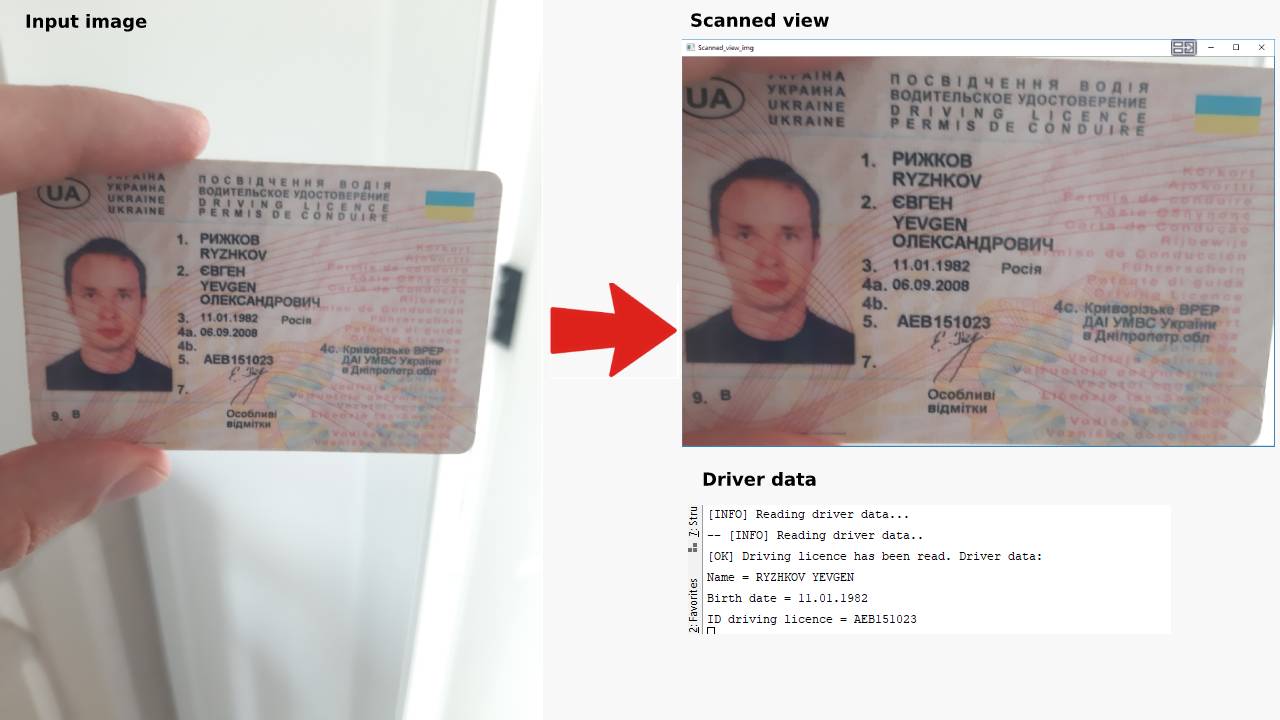 Input image
УКРАЇНА
УКРАИНА
UKRAINE
UKRAINE
UA
ПОСВІДЧЕННЯ ВОДІЯ
ВОДИТЕЛЬСКОЕ УДОСТОВЕРЕНИЕ
DRIVING LICENCE
PERMIS DE CONDUIRE
1. РИЖКОВ
RYZHKOV
2. ЄВГЕН
YEVGEN
ОЛЕКСАНДРОВИЧ
3. 11.01.1982 Росія
4a. 06.09.2008
4b.
4c. Криворізьке ВРЕР
ДАІ УМВС України
в Дніпропетр.обл
5. АЕВ151023
7.
9. B
Особливі
відмітки
Scanned view
Scanned_view_img
УКРАЇНА
УКРАИНА
UKRAINE
UKRAINE
UA
ПОСВІДЧЕННЯ ВОДІЯ
ВОДИТЕЛЬСКОЕ УДОСТОВЕРЕНИЕ
DRIVING LICENCE
PERMIS DE CONDUIRE
1. РИЖКОВ
RYZHKOV
2. ЄВГЕН
YEVGEN
ОЛЕКСАНДРОВИЧ
3. 11.01.1982 Росія
4a. 06.09.2008
4b.
4c. Криворізьке ВРЕР
ДАІ УМВС України
в Дніпропетр.обл
5. АЕВ151023
7.
9. B
Особливі
відмітки
Driver data
7: Stru
2: Favorites
[INFO] Reading driver data...
-- [INFO] Reading driver data..
[OK] Driving licence has been read. Driver data:
Name = RYZHKOV YEVGEN
Birth date = 11.01.1982
ID driving licence = AEB151023